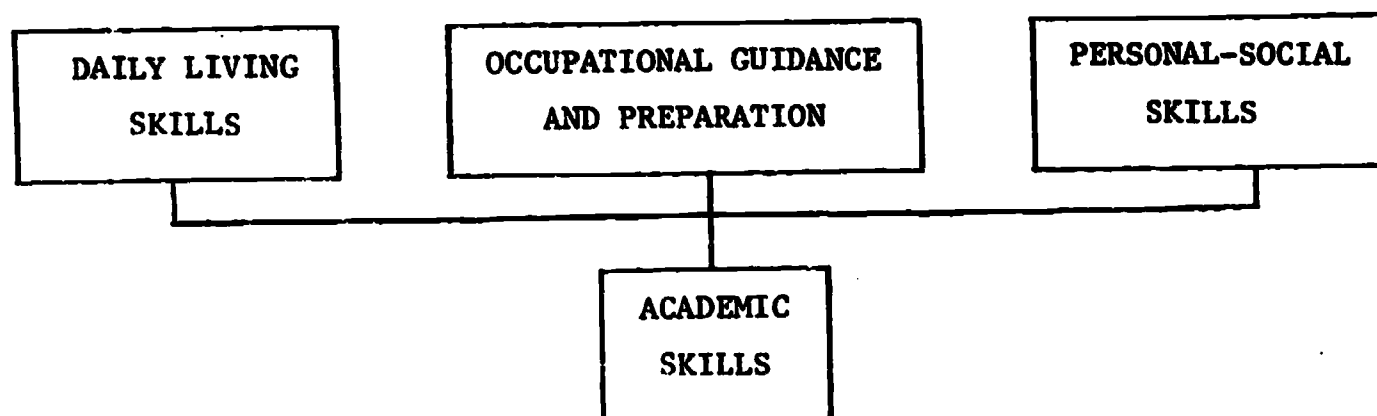 DAILY LIVING
SKILLS
OCCUPATIONAL GUIDANCE
AND PREPARATION
PERSONAL-SOCIAL
SKILLS
ACADEMIC
SKILLS